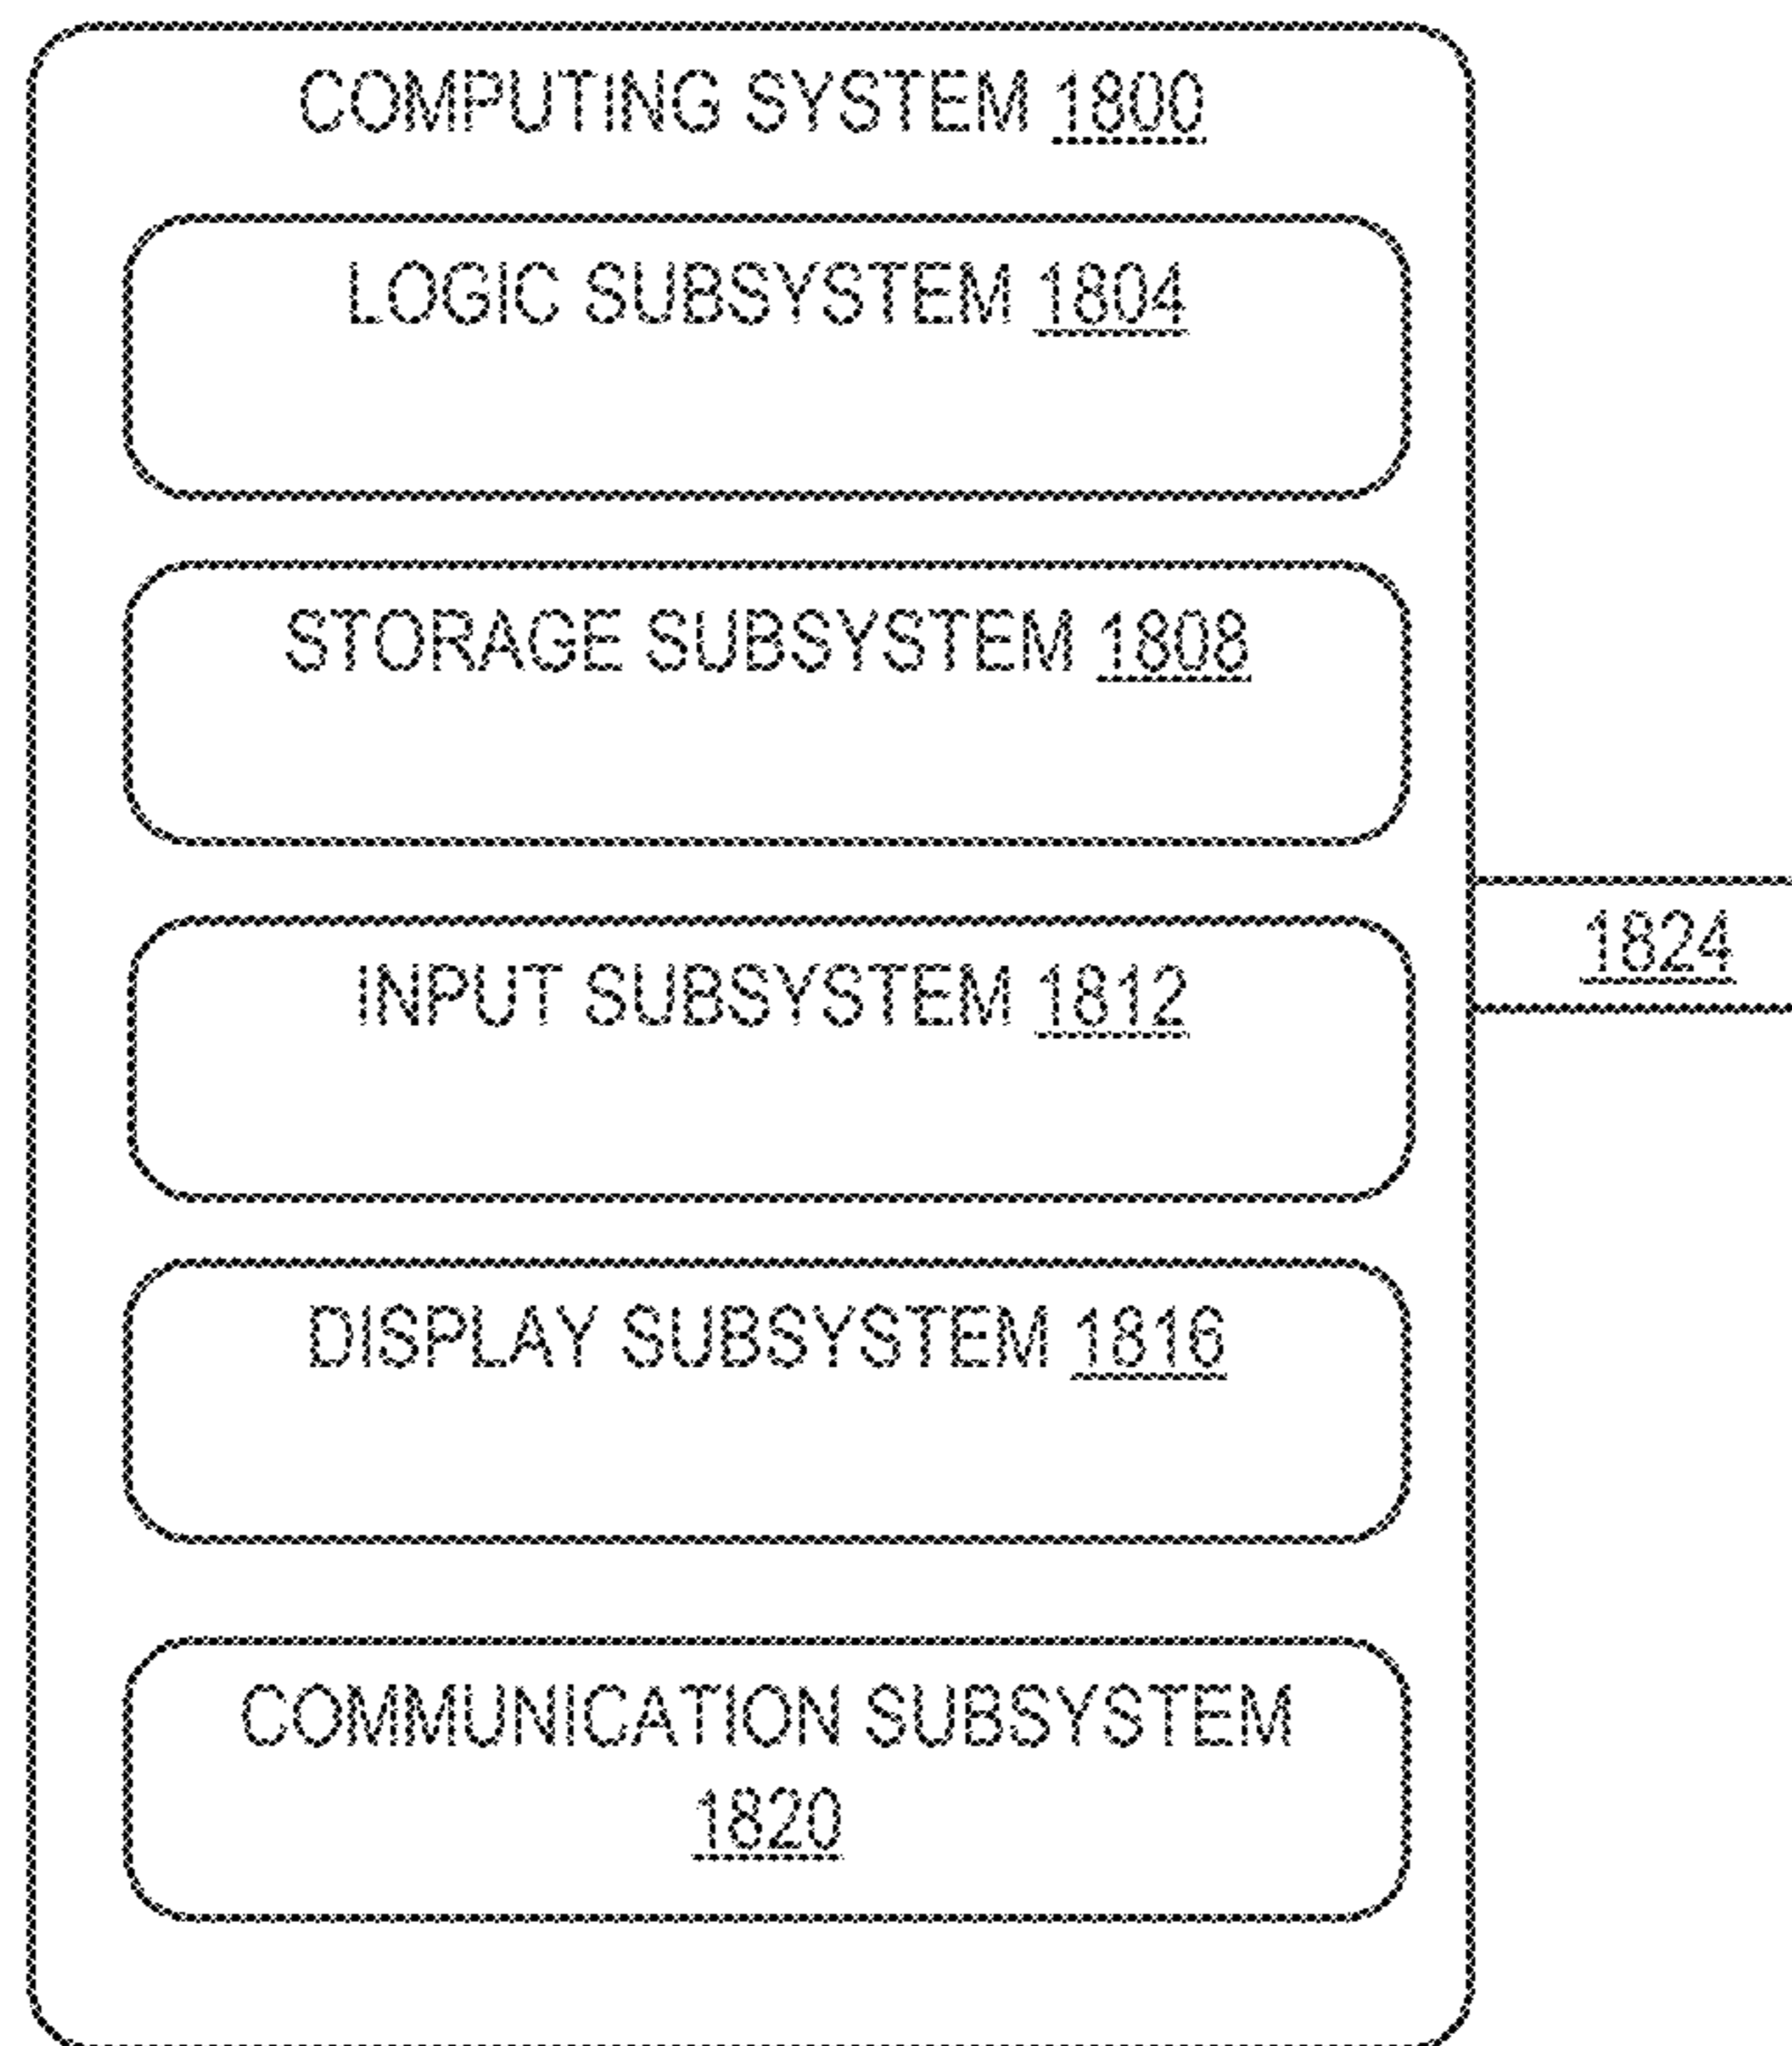 COMPUTING SYSTEM 1800
LOGIC SUBSYSTEM 1804
STORAGE SUBSYSTEM 1808
1824
INPUT SUBSYSTEM 1812
DISPLAY SUBSYSTEM 1816
COMMUNICATION SUBSYSTEM
1820